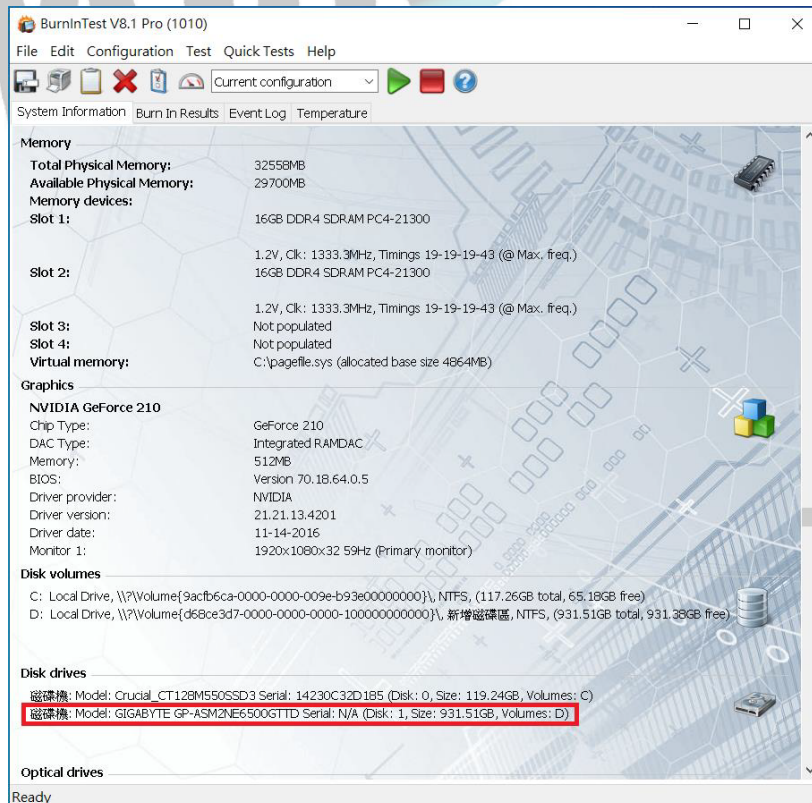 BurnInTest V8.1 Pro (1010)
File Edit Configuration Test Quick Tests Help
Current configuration
System Information Burn In Results Event Log Temperature
Memory
Total Physical Memory: 32558MB
Available Physical Memory: 29700MB
Memory devices:
Slot 1: 16GB DDR4 SDRAM PC4-21300
1.2V, Clk: 1333.3MHz, Timings 19-19-19-43 (@ Max. freq.)
Slot 2: 16GB DDR4 SDRAM PC4-21300
1.2V, Clk: 1333.3MHz, Timings 19-19-19-43 (@ Max. freq.)
Slot 3: Not populated
Slot 4: Not populated
Virtual memory: C:\pagefile.sys (allocated base size 4864MB)
Graphics
NVIDIA GeForce 210
Chip Type: GeForce 210
DAC Type: Integrated RAMDAC
Memory: 512MB
BIOS: Version 70.18.64.0.5
Driver provider: NVIDIA
Driver version: 21.21.13.4201
Driver date: 11-14-2016
Monitor 1: 1920x1080x32 59Hz (Primary monitor)
Disk volumes
C: Local Drive, \\?\Volume{9acfb6ca-0000-0000-009e-b93e00000000}\, NTFS, (117.26GB total, 65.18GB free)
D: Local Drive, \\?\Volume{d68ce3d7-0000-0000-0000-100000000000}\, 新增磁碟區, NTFS, (931.51GB total, 931.38GB free)
Disk drives
磁碟機: Model: Crucial_CT128M550SSD3 Serial: 14230C32D185 (Disk: 0, Size: 119.24GB, Volumes: C)
磁碟機: Model: GIGABYTE GP-ASM2NE6500GTTD Serial: N/A (Disk: 1, Size: 931.51GB, Volumes: D)
Optical drives
Ready